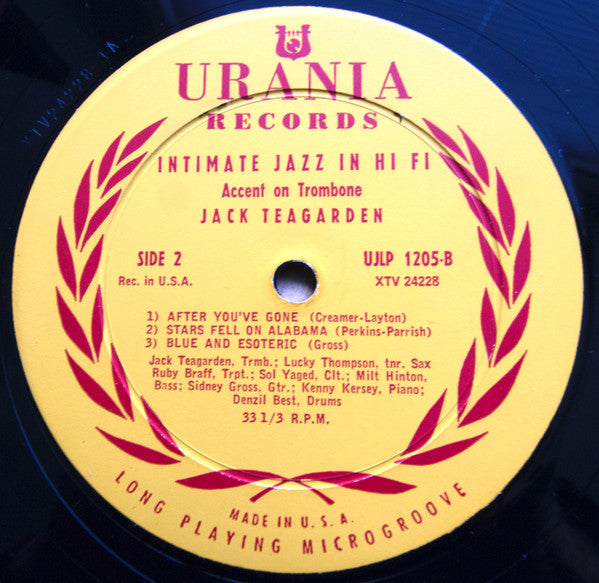 URANIA
RECORDS
INTIMATE JAZZ IN HI FI
Accent on Trombone
JACK TEAGARDEN
SIDE 2
UJLP 1205-B
Rec. in U.S.A.
XTV 24228
1) AFTER YOU'VE GONE (Creamer-Layton)
2) STARS FELL ON ALABAMA (Perkins-Parrish)
3) BLUE AND ESOTERIC (Gross)
Jack Teagarden, Trmb.; Lucky Thompson, tnr. Sax
Ruby Braff, Trpt.; Sol Yaged, Clt.; Milt Hinton,
Bass; Sidney Gross, Gtr.; Kenny Kersey, Piano;
Denzil Best, Drums
33 1/3 R.P.M.
MADE IN U. S. A.
LONG PLAYING MICROGROOVE